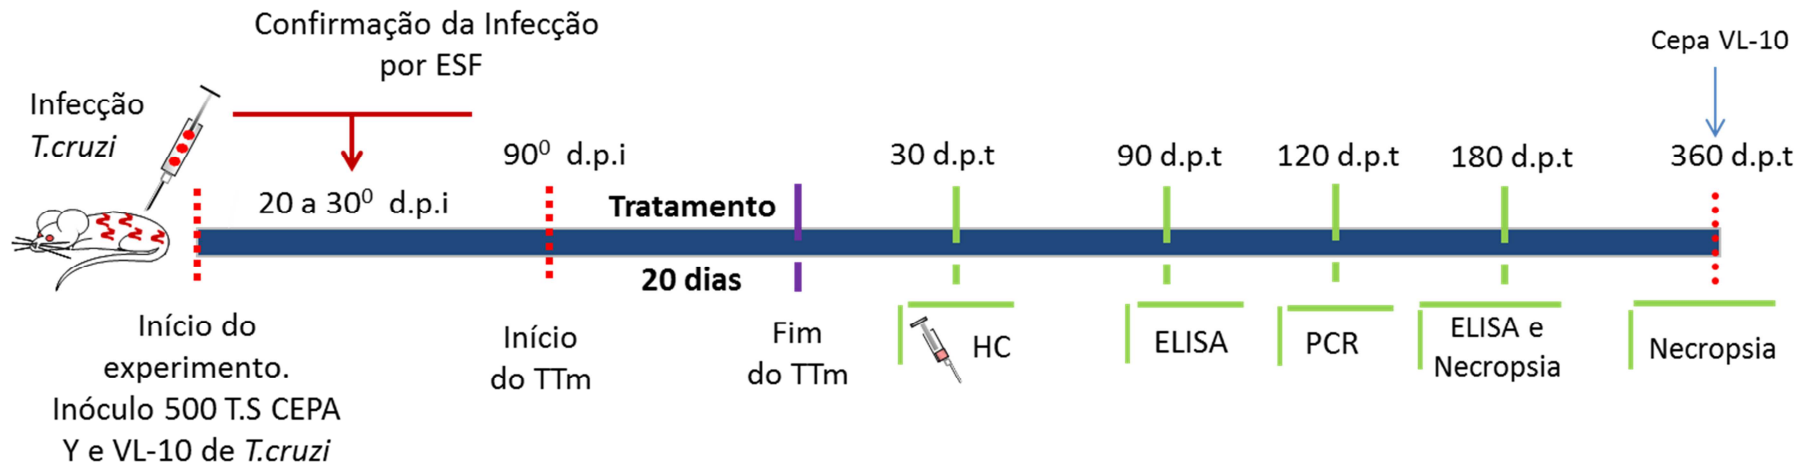 Confirmação da Infecção
por ESF
Cepa VL-10
Infecção
T.cruzi
90⁰ d.p.i
30 d.p.t
90 d.p.t
120 d.p.t
180 d.p.t
360 d.p.t
20 a 30⁰ d.p.i
Tratamento
20 dias
Início do
experimento.
Inóculo 500 T.S CEPA
Y e VL-10 de T.cruzi
Início
do TTm
Fim
do TTm
HC
ELISA
PCR
ELISA e
Necropsia
Necropsia